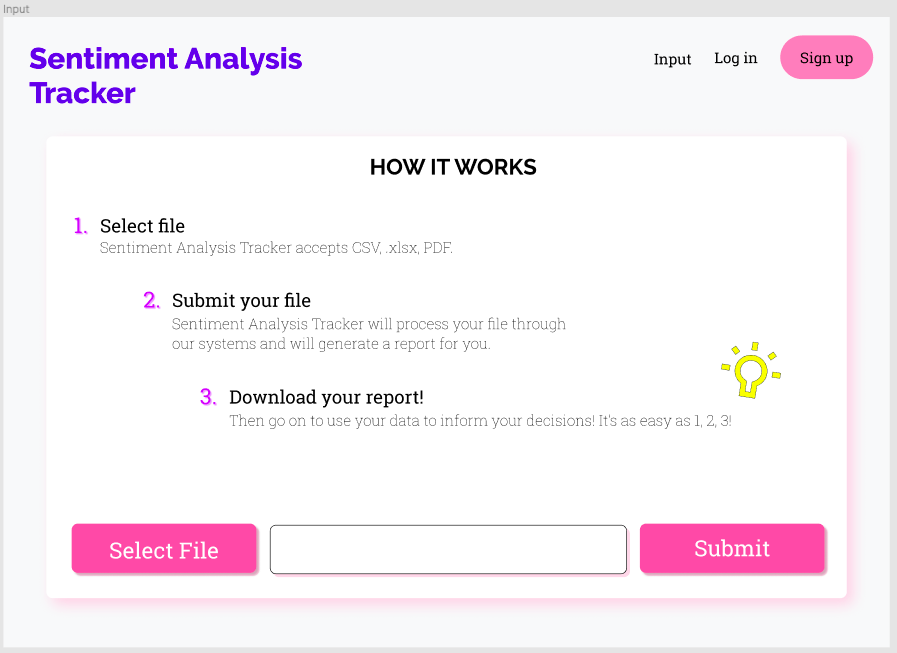 Input
Sentiment Analysis
Tracker
Input
Log in
Sign up
HOW IT WORKS
1. Select file
Sentiment Analysis Tracker accepts CSV, .xlsx, PDF.
2. Submit your file
Sentiment Analysis Tracker will process your file through
our systems and will generate a report for you.
3. Download your report!
Then go on to use your data to inform your decisions! It's as easy as 1, 2, 3!
Select File
Submit